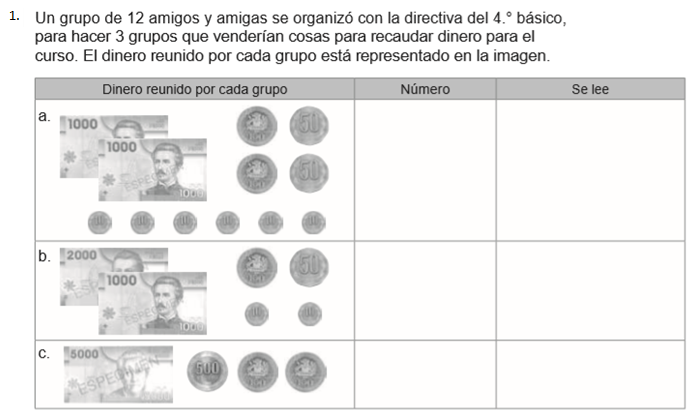 1. Un grupo de 12 amigos y amigas se organizó con la directiva del 4.° básico,
para hacer 3 grupos que venderían cosas para recaudar dinero para el
curso. El dinero reunido por cada grupo está representado en la imagen.
Dinero reunido por cada grupo Número Se lee
a.
1000
1000
ESPECIMEN
1000
50
50
b.
2000
1000
ESPECIMEN
1000
50
c.
5000
ESPECIMEN
500